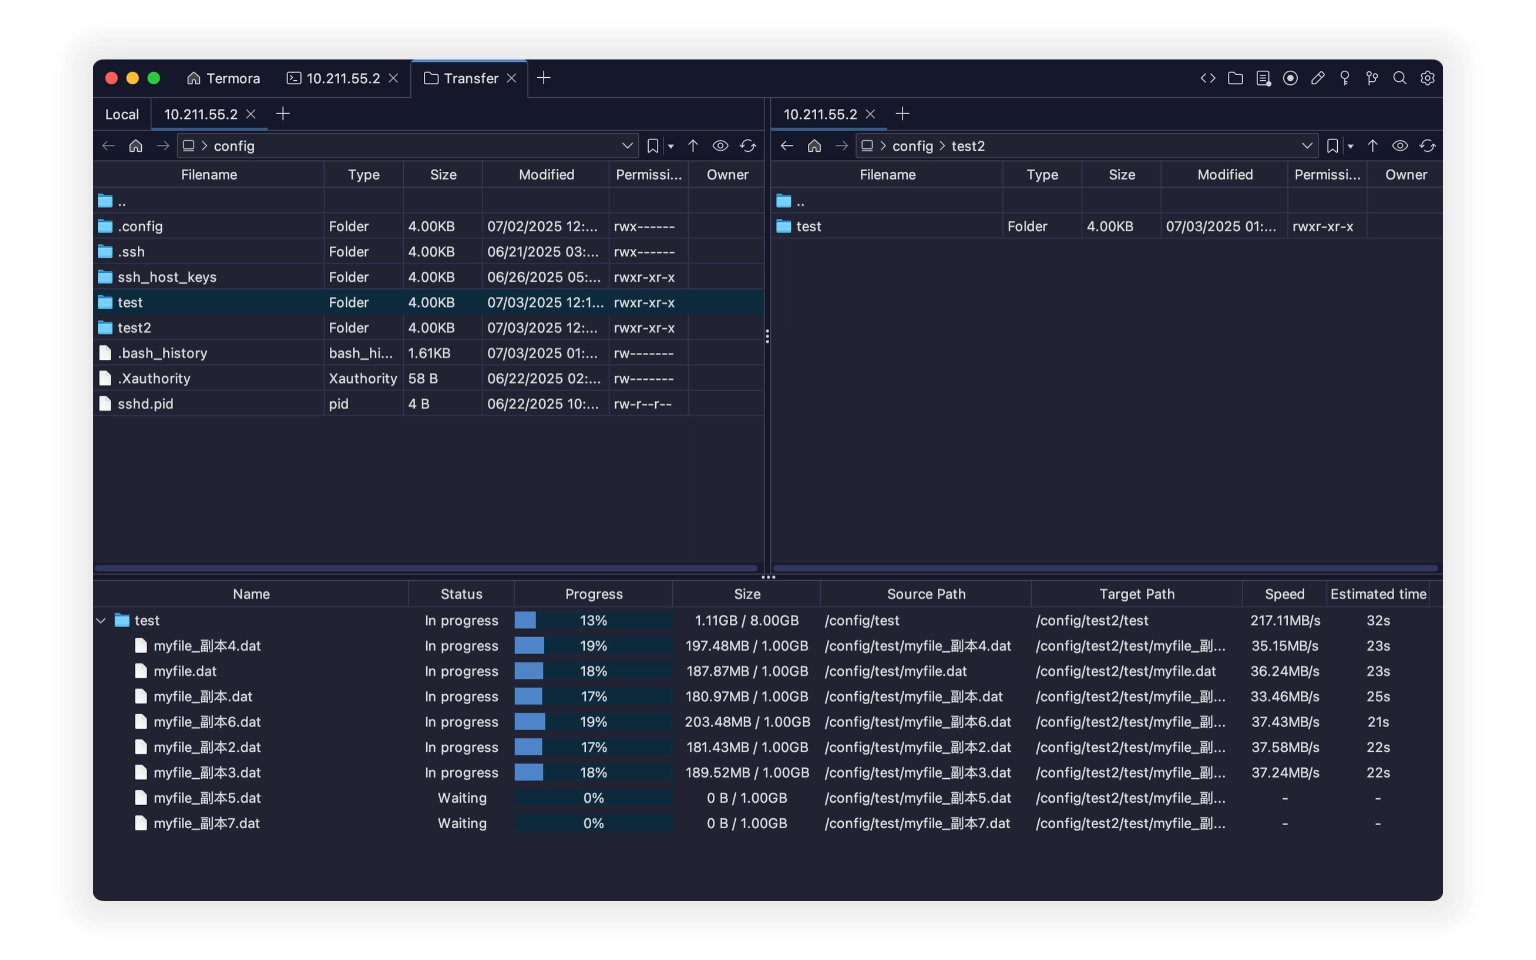 Termora 10.211.55.2 Transfer
Local 10.211.55.2
config
Filename Type Size Modified Permissi... Owner
..
.config Folder 4.00KB 07/02/2025 12:... rwx------
.ssh Folder 4.00KB 06/21/2025 03:... rwx------
ssh_host_keys Folder 4.00KB 06/26/2025 05:... rwxr-xr-x
test Folder 4.00KB 07/03/2025 12:1... rwxr-xr-x
test2 Folder 4.00KB 07/03/2025 12:... rwxr-xr-x
.bash_history bash_hi... 1.61KB 07/03/2025 01:... rw-------
.Xauthority Xauthority 58 B 06/22/2025 02:... rw-------
sshd.pid pid 4 B 06/22/2025 10:... rw-r--r--
10.211.55.2
config > test2
Filename Type Size Modified Permissi... Owner
..
test Folder 4.00KB 07/03/2025 01:... rwxr-xr-x
Name Status Progress Size Source Path Target Path Speed Estimated time
test In progress 13% 1.11GB / 8.00GB /config/test /config/test2/test 217.11MB/s 32s
myfile_副本4.dat In progress 19% 197.48MB / 1.00GB /config/test/myfile_副本4.dat /config/test2/test/myfile_副... 35.15MB/s 23s
myfile.dat In progress 18% 187.87MB / 1.00GB /config/test/myfile.dat /config/test2/test/myfile.dat 36.24MB/s 23s
myfile_副本.dat In progress 17% 180.97MB / 1.00GB /config/test/myfile_副本.dat /config/test2/test/myfile_副... 33.46MB/s 25s
myfile_副本6.dat In progress 19% 203.48MB / 1.00GB /config/test/myfile_副本6.dat /config/test2/test/myfile_副... 37.43MB/s 21s
myfile_副本2.dat In progress 17% 181.43MB / 1.00GB /config/test/myfile_副本2.dat /config/test2/test/myfile_副... 37.58MB/s 22s
myfile_副本3.dat In progress 18% 189.52MB / 1.00GB /config/test/myfile_副本3.dat /config/test2/test/myfile_副... 37.24MB/s 22s
myfile_副本5.dat Waiting 0% 0 B / 1.00GB /config/test/myfile_副本5.dat /config/test2/test/myfile_副... - -
myfile_副本7.dat Waiting 0% 0 B / 1.00GB /config/test/myfile_副本7.dat /config/test2/test/myfile_副... - -